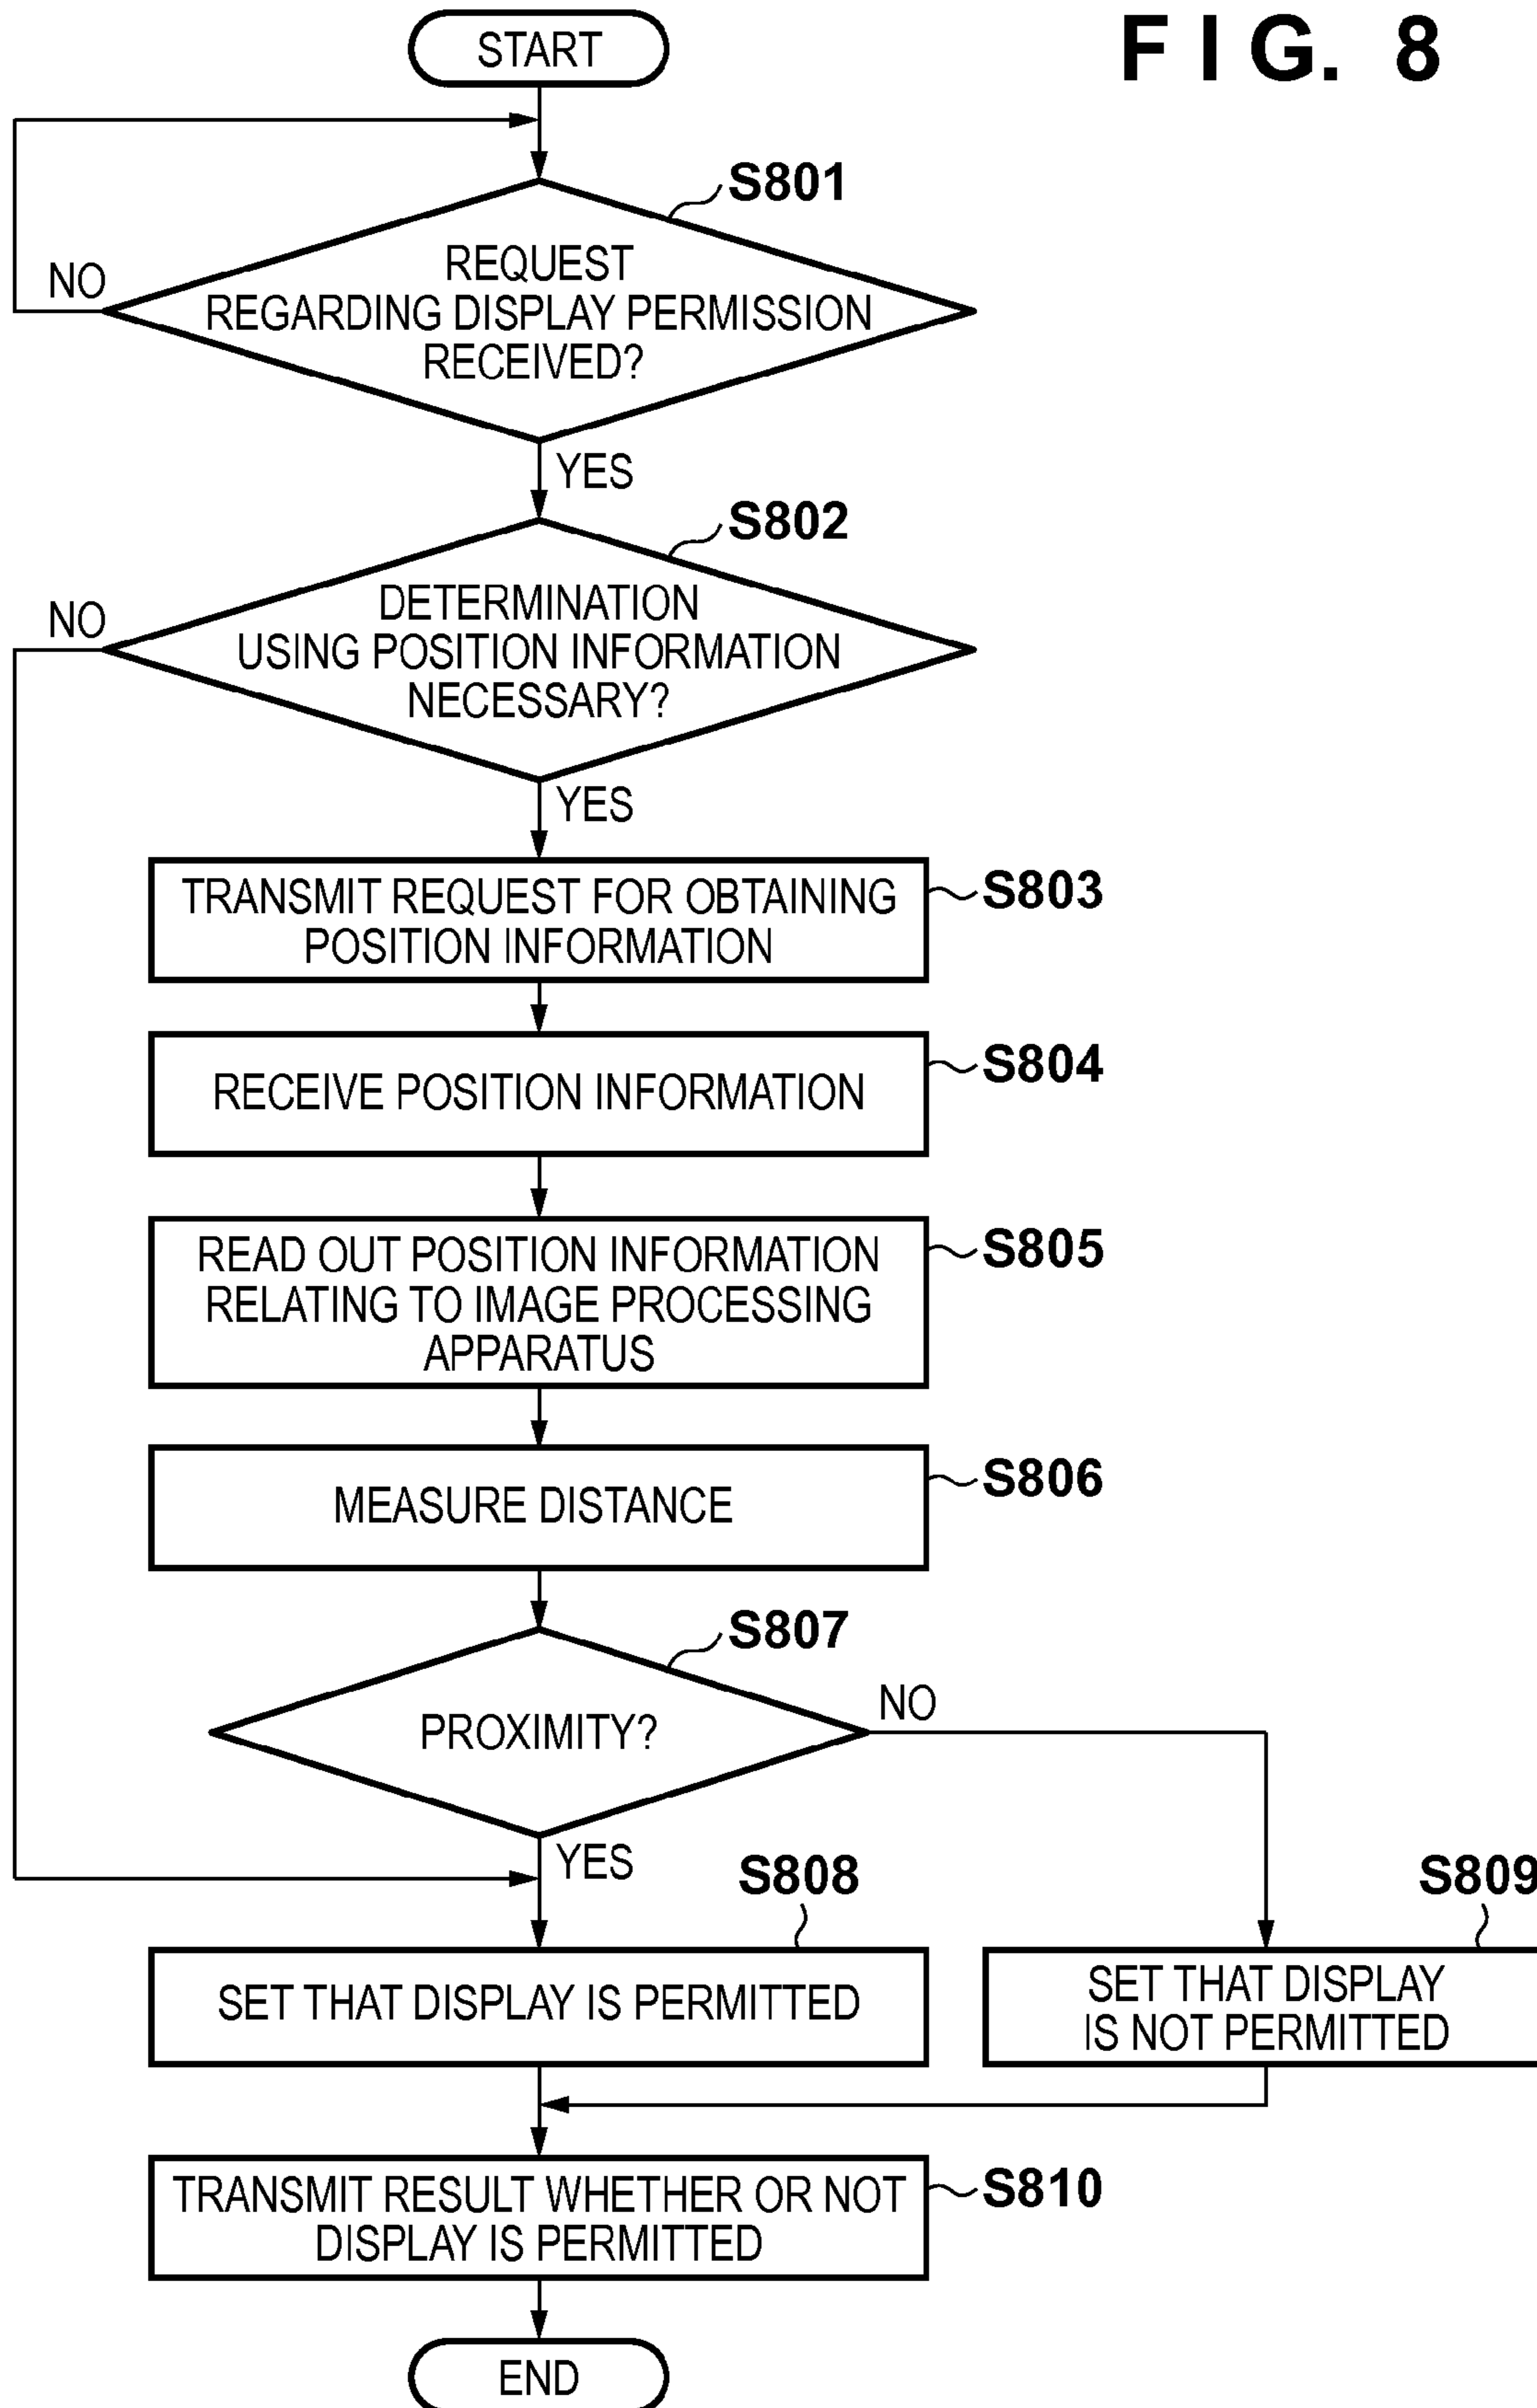 FIG. 8
START
S801
REQUEST
REGARDING DISPLAY PERMISSION
RECEIVED?
NO
YES
S802
DETERMINATION
USING POSITION INFORMATION
NECESSARY?
NO
YES
TRANSMIT REQUEST FOR OBTAINING
POSITION INFORMATION
S803
RECEIVE POSITION INFORMATION
S804
READ OUT POSITION INFORMATION
RELATING TO IMAGE PROCESSING
APPARATUS
S805
MEASURE DISTANCE
S806
S807
PROXIMITY?
NO
YES
S808
SET THAT DISPLAY IS PERMITTED
S809
SET THAT DISPLAY
IS NOT PERMITTED
TRANSMIT RESULT WHETHER OR NOT
DISPLAY IS PERMITTED
S810
END